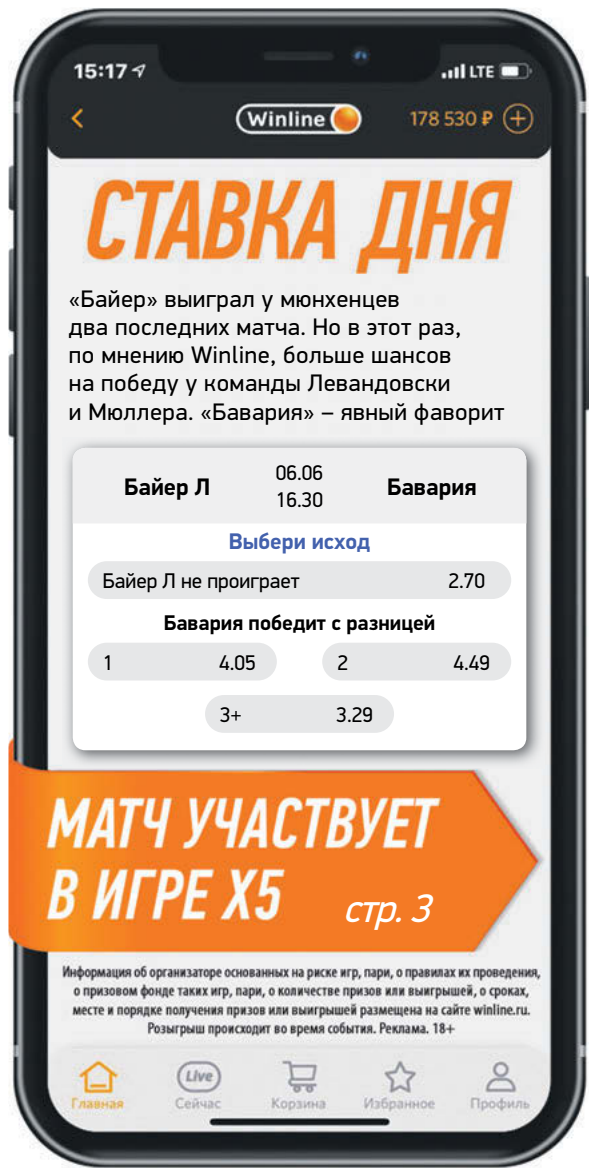 15:17
LTE
Winline
178 530 ₽
СТАВКА ДНЯ
«Байер» выиграл у мюнхенцев
два последних матча. Но в этот раз,
по мнению Winline, больше шансов
на победу у команды Левандовски
и Мюллера. «Бавария» – явный фаворит
Байер Л 06.06 Бавария
16.30
Выбери исход
Байер Л не проиграет 2.70
Бавария победит с разницей
1 4.05 2 4.49
3+ 3.29
МАТЧ УЧАСТВУЕТ
В ИГРЕ X5 стр. 3
Информация об организаторе основанных на риске игр, пари, о правилах их проведения,
о призовом фонде таких игр, пари, о количестве призов или выигрышей, о сроках,
месте и порядке получения призов или выигрышей размещена на сайте winline.ru.
Розыгрыш происходит во время события. Реклама. 18+
Live
Главная Сейчас Корзина Избранное Профиль